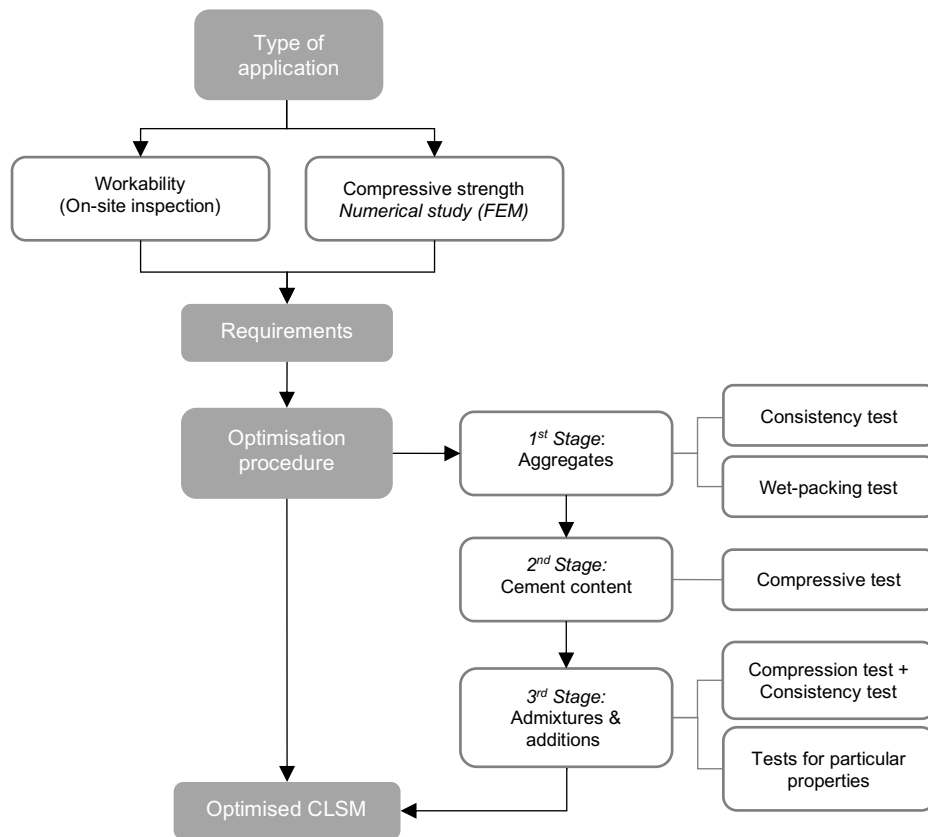 Type of
application
Workability
(On-site inspection)
Compressive strength
Numerical study (FEM)
Requirements
Optimisation
procedure
1st Stage:
Aggregates
Consistency test
Wet-packing test
2nd Stage:
Cement content
Compressive test
3rd Stage:
Admixtures &
additions
Compression test +
Consistency test
Tests for particular
properties
Optimised CLSM